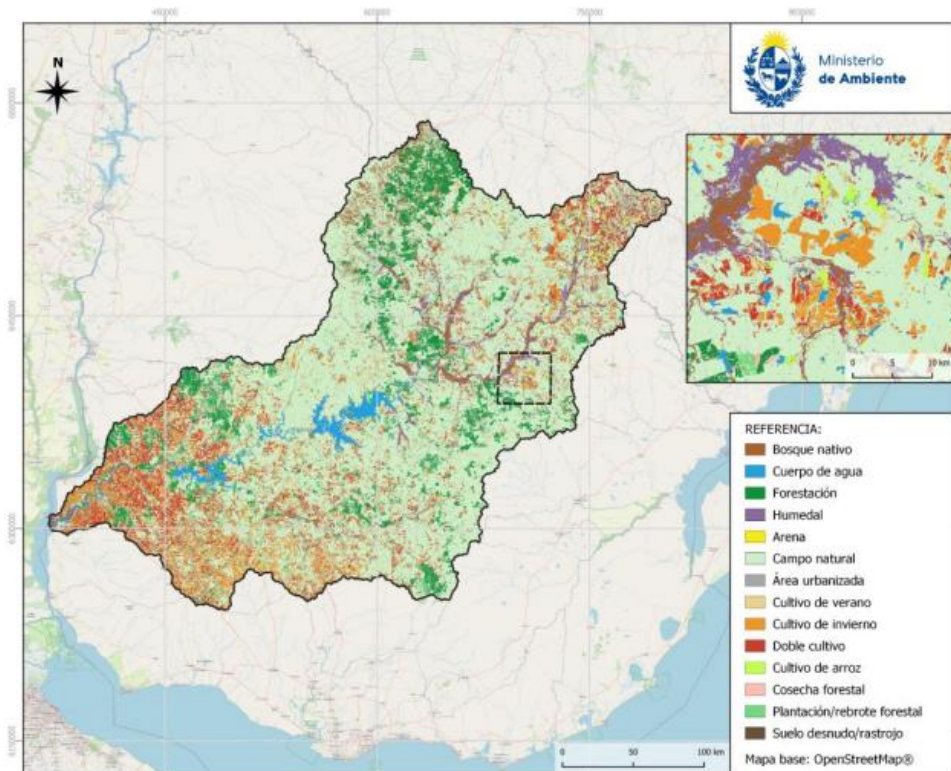 Ministerio
de Ambiente
N
0 5 10 km
REFERENCIA:
Bosque nativo
Cuerpo de agua
Forestación
Humedal
Arena
Campo natural
Área urbanizada
Cultivo de verano
Cultivo de invierno
Doble cultivo
Cultivo de arroz
Cosecha forestal
Plantación/rebrote forestal
Suelo desnudo/rastrojo
Mapa base: OpenStreetMap®
0 50 100 km